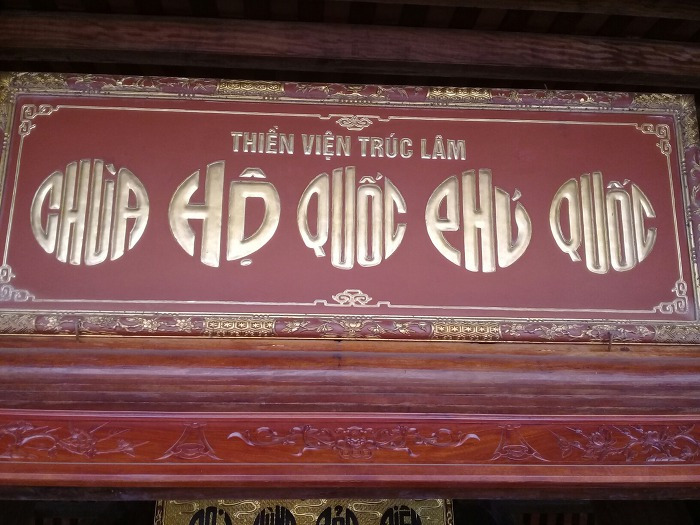 THIỀN VIỆN TRÚC LÂM
CHÙA HỘ QUỐC PHÚ QUỐC